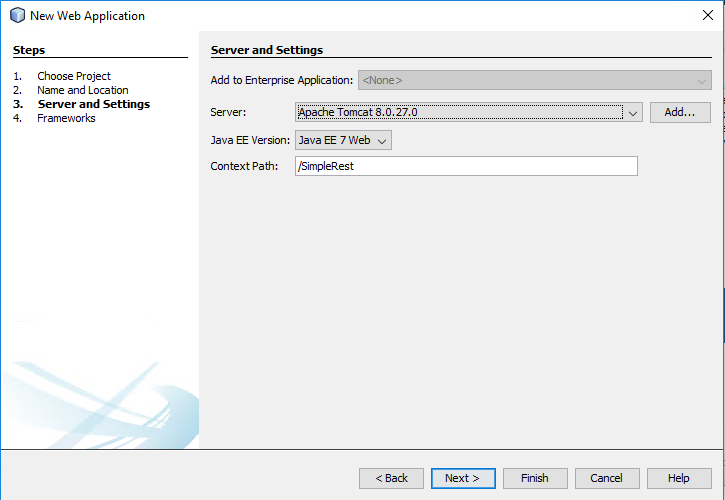 New Web Application
Steps
1. Choose Project
2. Name and Location
3. Server and Settings
4. Frameworks
Server and Settings
Add to Enterprise Application: <None>
Server: Apache Tomcat 8.0.27.0 Add...
Java EE Version: Java EE 7 Web
Context Path: /SimpleRest
< Back Next > Finish Cancel Help